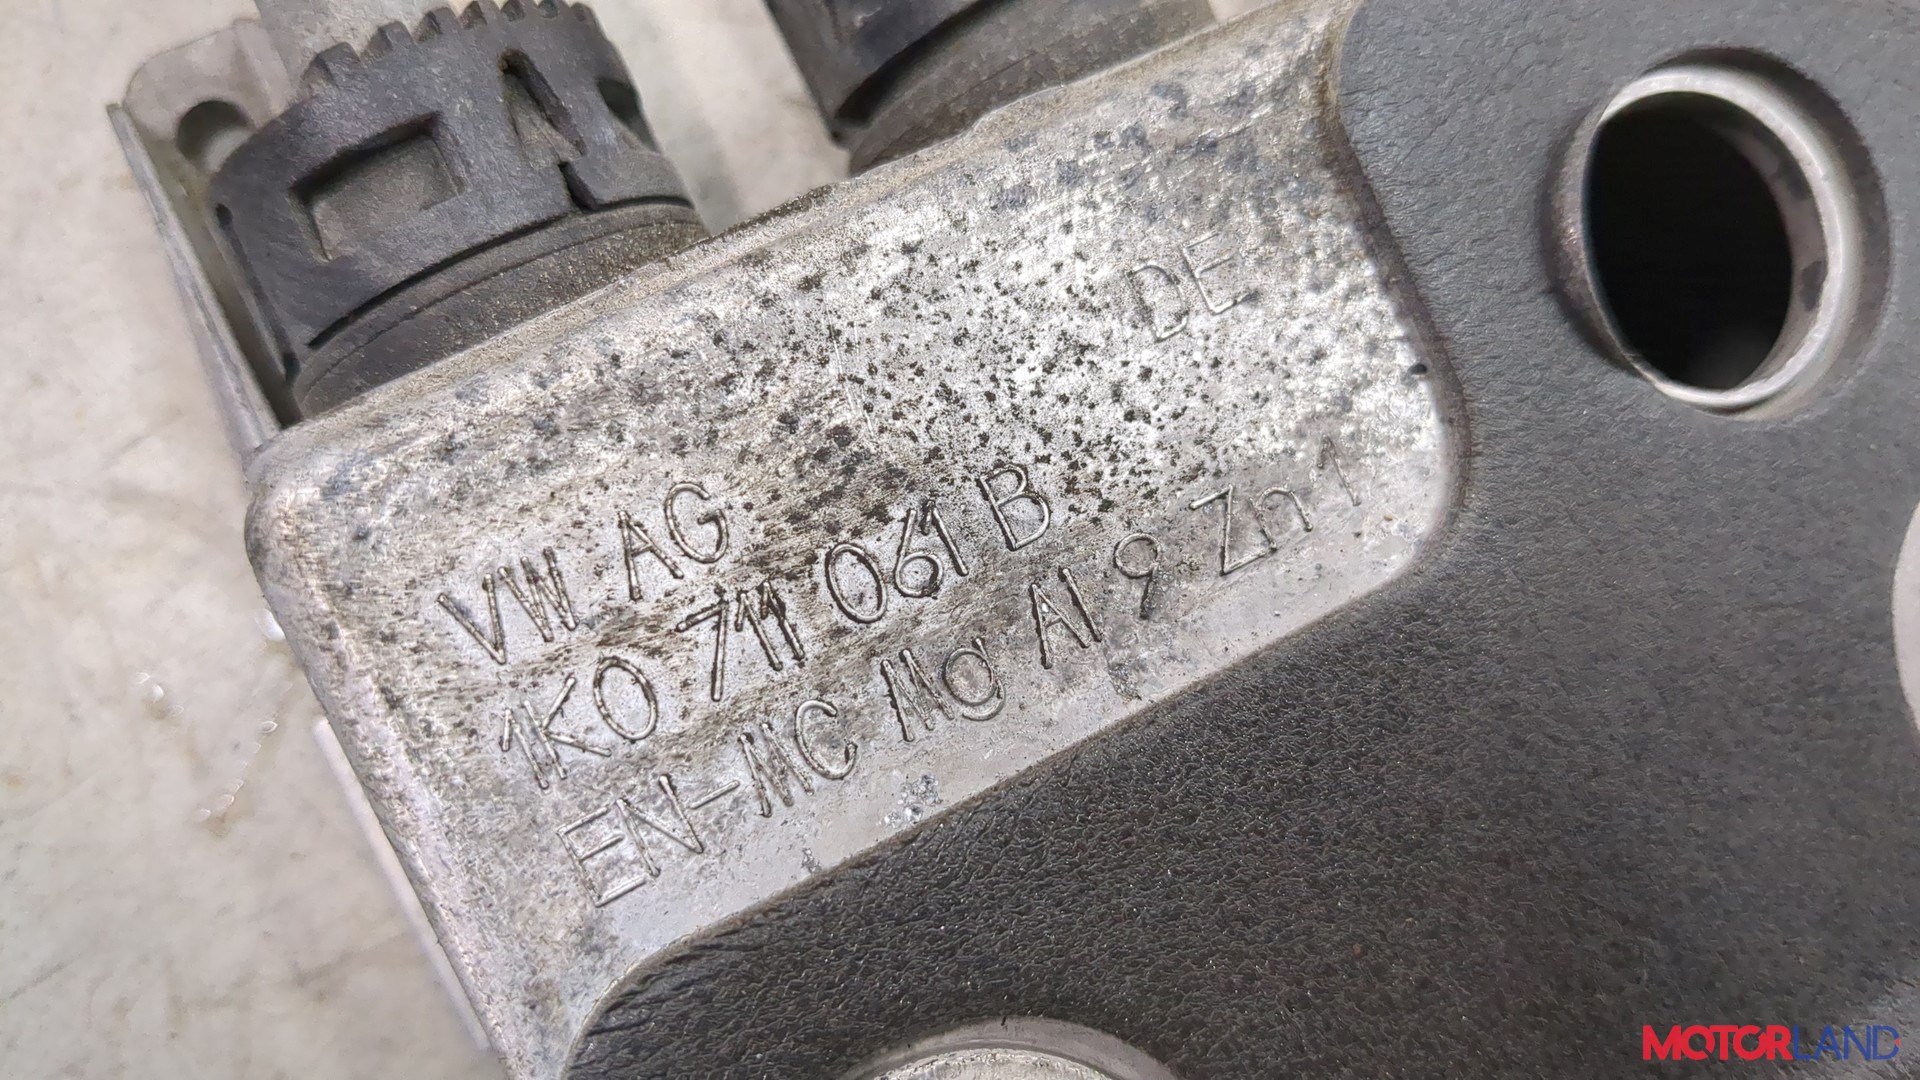 DE
VW AG
1K0 711 061 B
EN-MC Mg Al 9 Zn 1
MOTORLAND